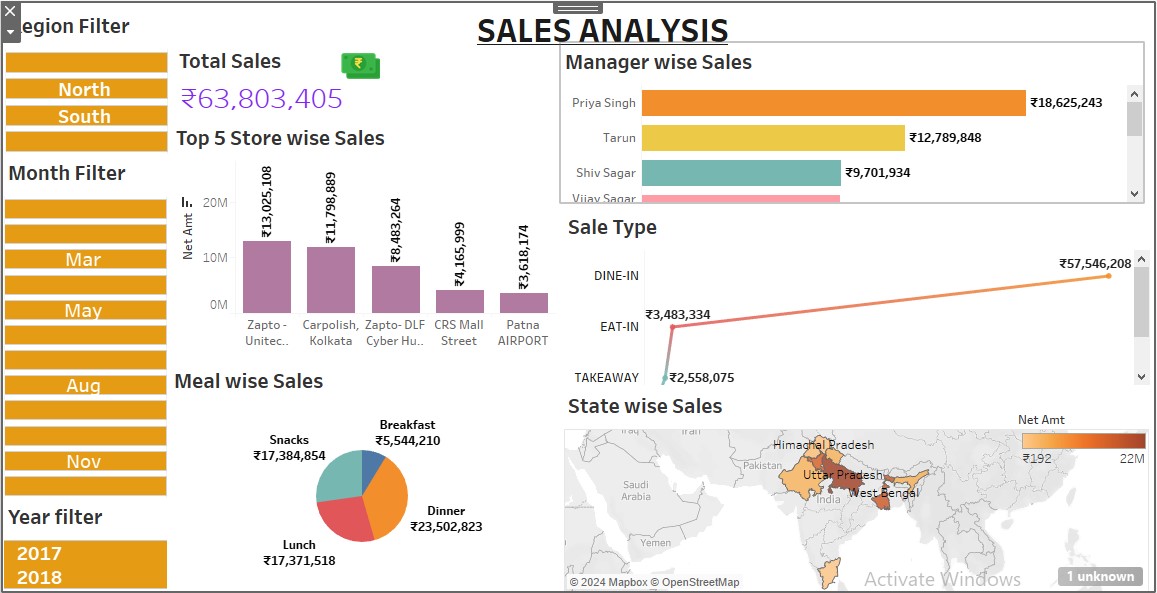 egion Filter
SALES ANALYSIS
North
South
Total Sales
₹
₹63,803,405
Top 5 Store wise Sales
Month Filter
Mar
May
Aug
Nov
Year filter
2017
2018
Net Amt
20M
10M
0M
₹13,025,108
₹11,798,889
₹8,483,264
₹4,165,999
₹3,618,174
Zapto -
Unitec..
Carpolish,
Kolkata
Zapto- DLF
Cyber Hu..
CRS Mall
Street
Patna
AIRPORT
Meal wise Sales
Breakfast
₹5,544,210
Snacks
₹17,384,854
Dinner
₹23,502,823
Lunch
₹17,371,518
Manager wise Sales
Priya Singh
₹18,625,243
Tarun
₹12,789,848
Shiv Sagar
₹9,701,934
Vijay Sagar
Sale Type
DINE-IN
₹57,546,208
EAT-IN
₹3,483,334
TAKEAWAY
₹2,558,075
State wise Sales
Net Amt
₹192
22M
Iraq
Iran
Himachal Pradesh
Pakistan
Uttar Pradesh
Saudi
Arabia
India
West Bengal
Yemen
© 2024 Mapbox © OpenStreetMap
Activate Windows
1 unknown